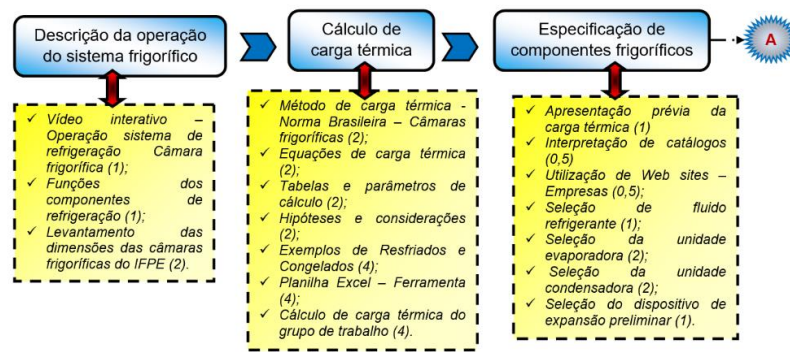 Descrição da operação
do sistema frigorífico
Cálculo de
carga térmica
Especificação de
componentes frigoríficos
A
✓ Vídeo interativo –
Operação sistema de
refrigeração Câmara
frigorífica (1);
✓ Funções dos
componentes de
refrigeração (1);
✓ Levantamento das
dimensões das câmaras
frigoríficas do IFPE (2).
✓ Método de carga térmica -
Norma Brasileira – Câmaras
frigoríficas (2);
✓ Equações de carga térmica
(2);
✓ Tabelas e parâmetros de
cálculo (2);
✓ Hipóteses e considerações
(2);
✓ Exemplos de Resfriados e
Congelados (4);
✓ Planilha Excel – Ferramenta
(4);
✓ Cálculo de carga térmica do
grupo de trabalho (4).
✓ Apresentação prévia da
carga térmica (1)
✓ Interpretação de catálogos
(0,5)
✓ Utilização de Web sites –
Empresas (0,5);
✓ Seleção de fluido
refrigerante (1);
✓ Seleção da unidade
evaporadora (2);
✓ Seleção da unidade
condensadora (2);
✓ Seleção do dispositivo de
expansão preliminar (1).